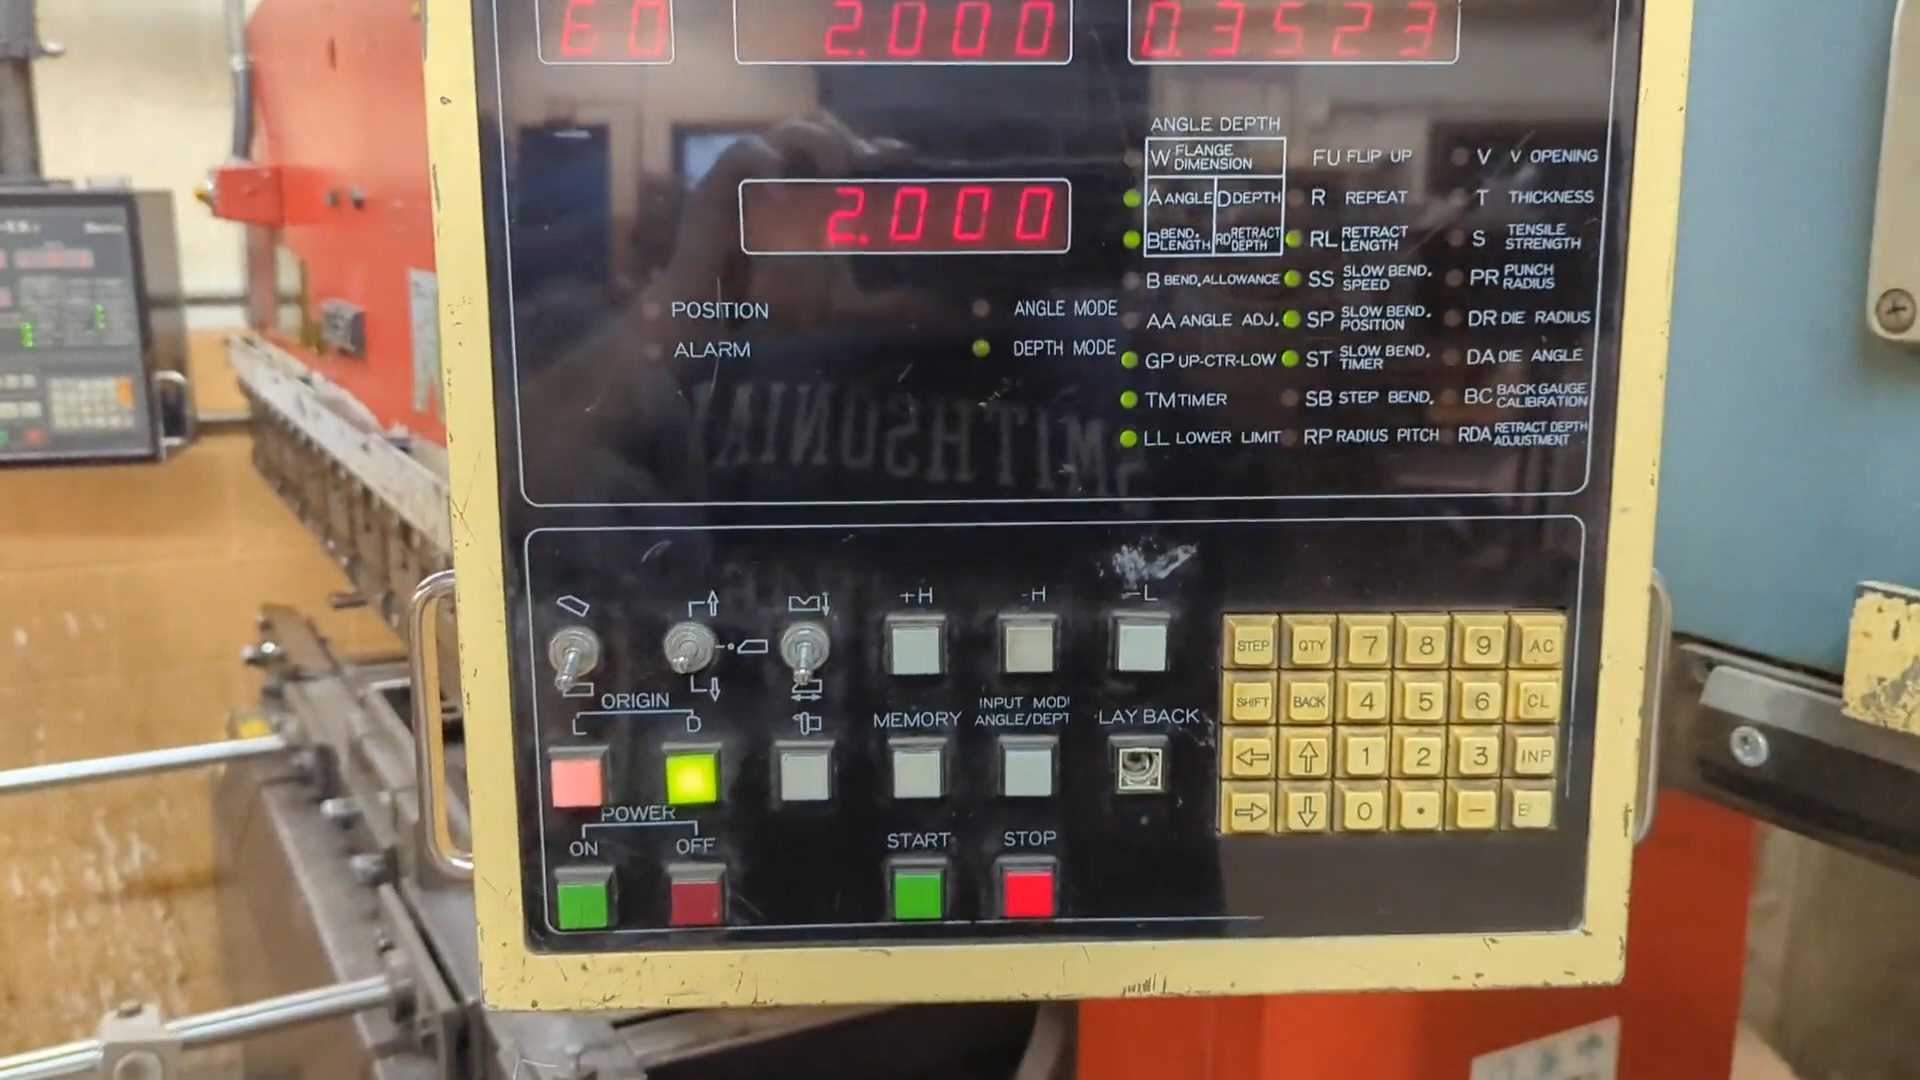 60 2.000 0.3523
ANGLE DEPTH
W FLANGE DIMENSION FU FLIP UP V V OPENING
2.000
A ANGLE D DEPTH R REPEAT T THICKNESS
B BEND. LENGTH RD RETRACT DEPTH RL RETRACT LENGTH S TENSILE STRENGTH
B BEND. ALLOWANCE SS SLOW BEND. SPEED PR PUNCH RADIUS
POSITION ANGLE MODE AA ANGLE ADJ. SP SLOW BEND. POSITION DR DIE RADIUS
ALARM DEPTH MODE GP UP-CTR-LOW ST SLOW BEND. TIMER DA DIE ANGLE
TM TIMER SB STEP BEND. BC BACK GAUGE CALIBRATION
LL LOWER LIMIT RP RADIUS PITCH RDA RETRACT DEPTH ADJUSTMENT
SMITHSONIAN
+H -H -L
STEP QTY 7 8 9 AC
SHIFT BACK 4 5 6 CL
ORIGIN
L D
MEMORY
INPUT MOD
ANGLE/DEPT
LAY BACK
1 2 3 INP
0 . -
POWER
ON OFF
START STOP